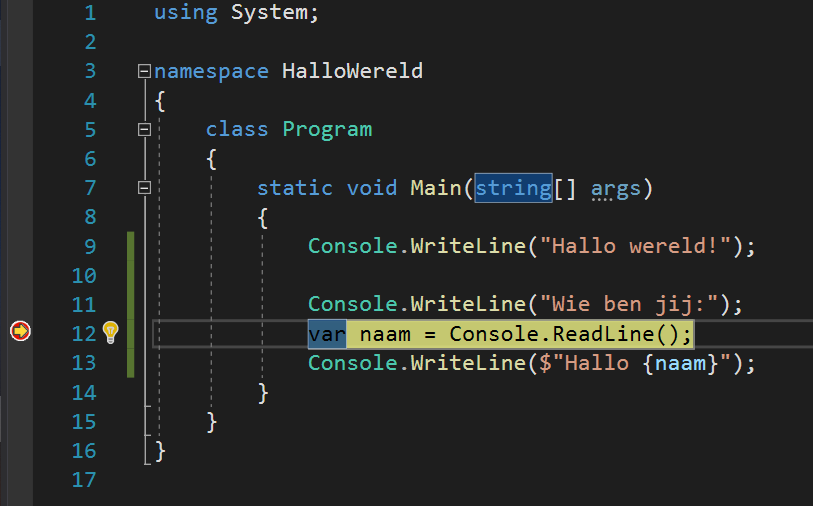 1 using System;
2
3 namespace HalloWereld
4 {
5 class Program
6 {
7 static void Main(string[] args)
8 {
9 Console.WriteLine("Hallo wereld!");
10
11 Console.WriteLine("Wie ben jij:");
12 var naam = Console.ReadLine();
13 Console.WriteLine($"Hallo {naam}");
14 }
15 }
16 }
17